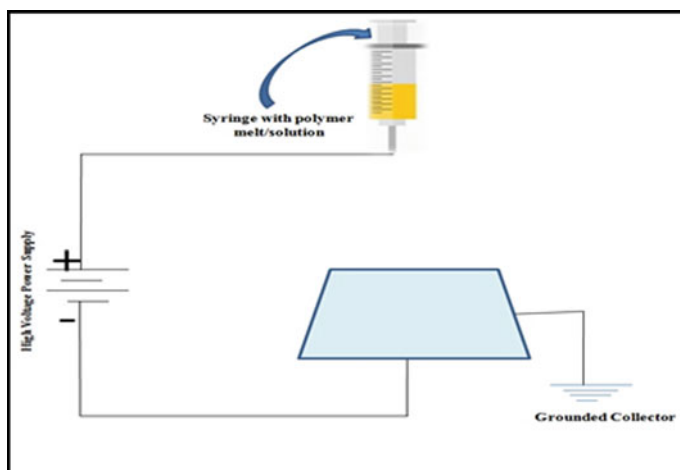 Syringe with polymer
melt/solution
+
High Voltage Power Supply
-
Grounded Collector